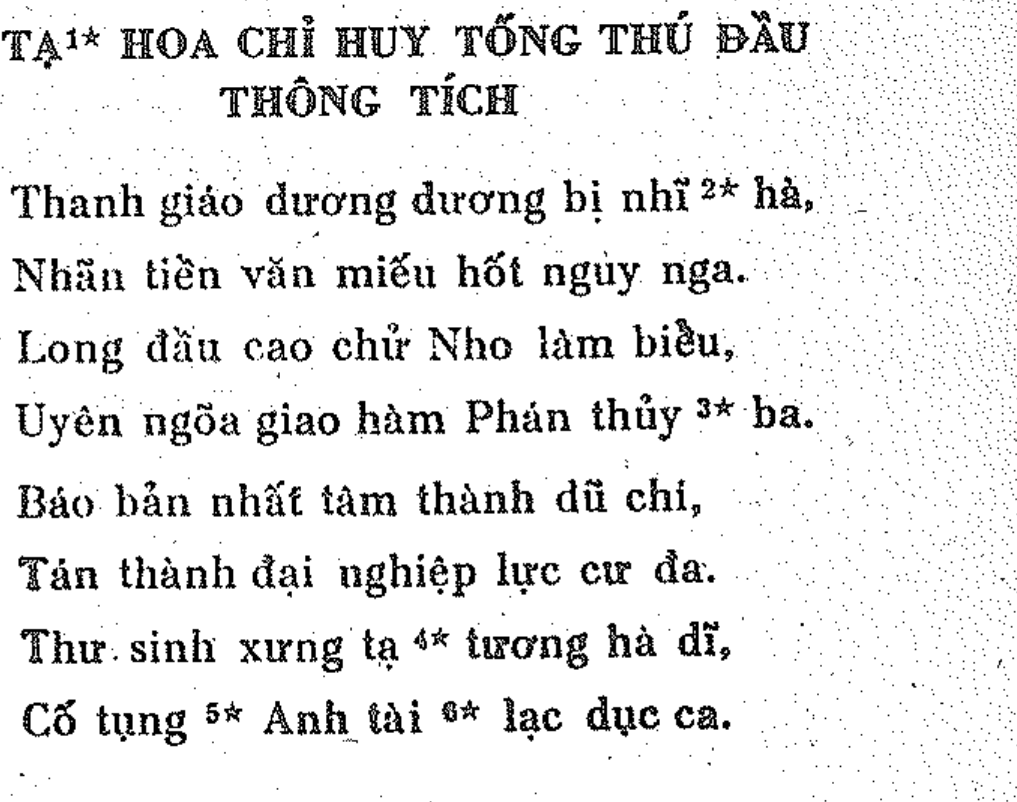 TẠ¹* HOA CHỈ HUY TỐNG THÚ ĐẦU
THÔNG TÍCH
Thanh giáo dương dương bị nhĩ ²* hà,
Nhãn tiền văn miếu hốt nguy nga.
Long đầu cao chử Nho làm biểu,
Uyên ngõa giao hàm Phán thủy ³* ba.
Báo bản nhất tâm thành dũ chí,
Tán thành đại nghiệp lực cư đa.
Thư sinh xưng tạ ⁴* tương hà dĩ,
Cố tụng ⁵* Anh tài ⁶* lạc dục ca.